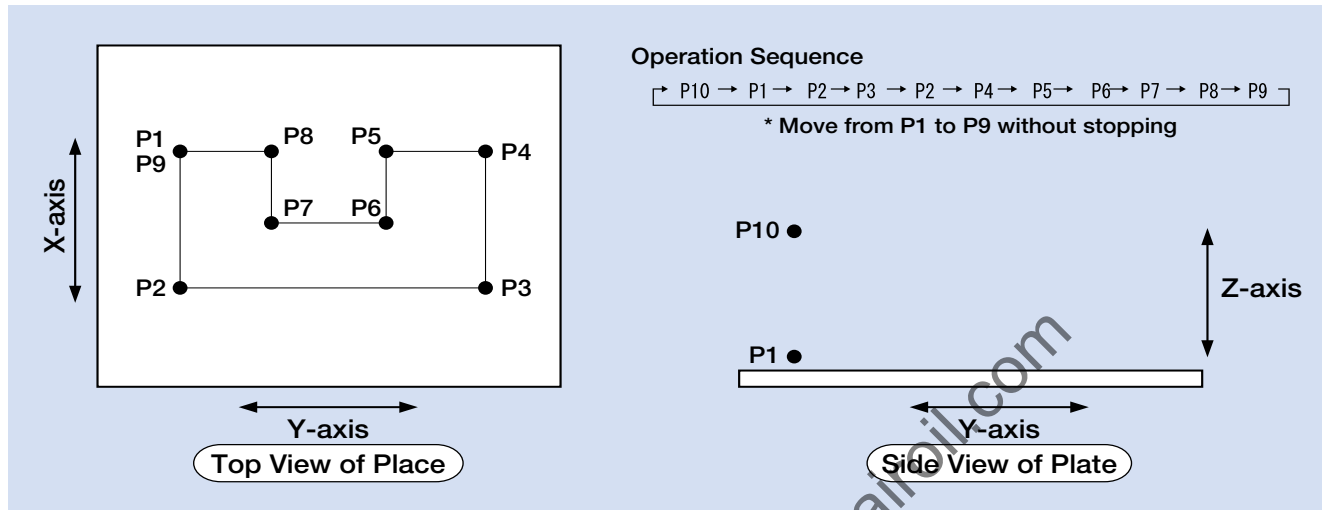 Operation Sequence
P10 → P1 → P2 → P3 → P2 → P4 → P5 → P6 → P7 → P8 → P9
* Move from P1 to P9 without stopping
P1
P9
P8
P5
P4
P7
P6
P2
P3
X-axis
Y-axis
Top View of Place
P10
P1
Z-axis
Y-axis
Side View of Plate
airoil.com